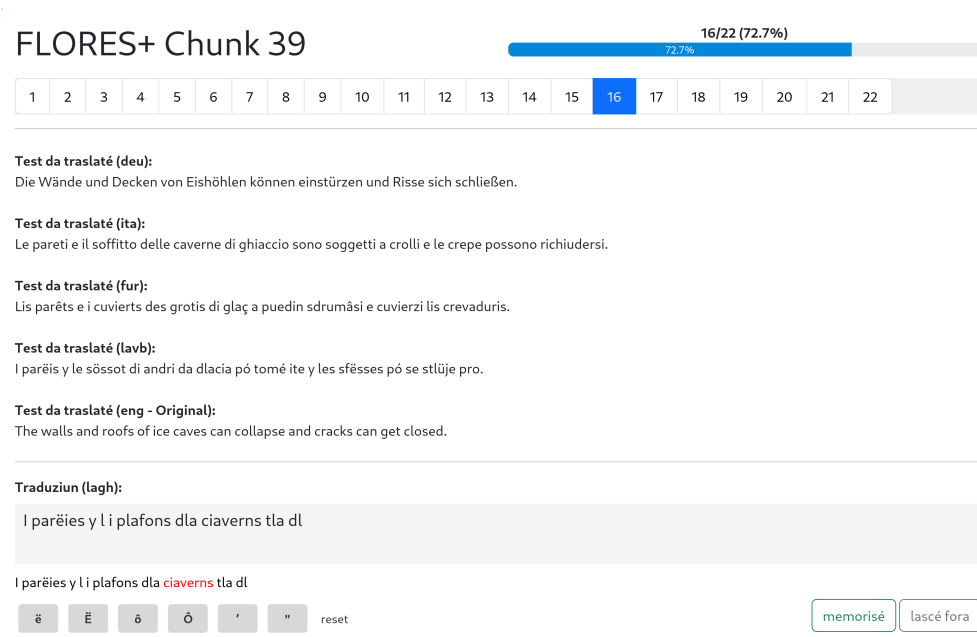 FLORES+ Chunk 39
16/22 (72.7%)
72.7%
1 2 3 4 5 6 7 8 9 10 11 12 13 14 15 16 17 18 19 20 21 22
Test da traslaté (deu):
Die Wände und Decken von Eishöhlen können einstürzen und Risse sich schließen.
Test da traslaté (ita):
Le pareti e il soffitto delle caverne di ghiaccio sono soggetti a crolli e le crepe possono richiudersi.
Test da traslaté (fur):
Lis parêts e i cuvierts des grotis di glaç a puedin sdrumâsi e cuvierzi lis crevaduris.
Test da traslaté (lavb):
I parëis y le sössot di andri da dlacia pó tomé ite y les sfësses pó se stlüje pro.
Test da traslaté (eng - Original):
The walls and roofs of ice caves can collapse and cracks can get closed.
Traduziun (lagh):
I parëies y l i plafons dla ciaverns tla dl
I parëies y l i plafons dla ciaverns tla dl
ë Ë ô Ô ' " reset
memorisé lascé fora